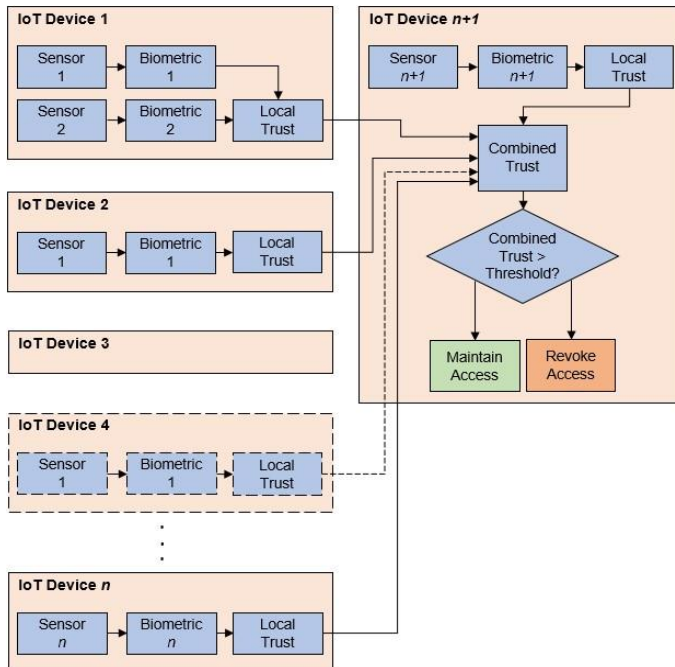 IoT Device 1
Sensor
1
Biometric
1
Sensor
2
Biometric
2
Local
Trust
IoT Device 2
Sensor
1
Biometric
1
Local
Trust
IoT Device 3
IoT Device 4
Sensor
1
Biometric
1
Local
Trust
IoT Device n
Sensor
n
Biometric
n
Local
Trust
IoT Device n+1
Sensor
n+1
Biometric
n+1
Local
Trust
Combined
Trust
Combined
Trust >
Threshold?
Maintain
Access
Revoke
Access